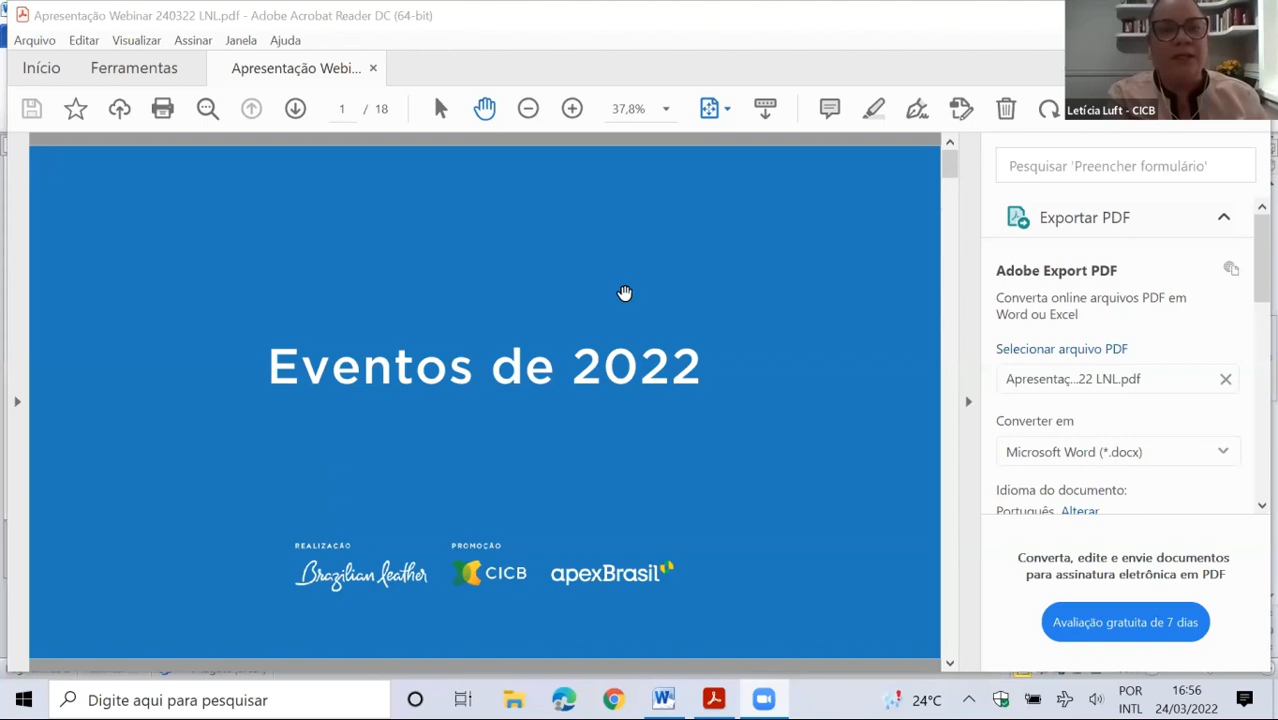 Apresentação Webinar 240322 LNL.pdf - Adobe Acrobat Reader DC (64-bit)
Arquivo Editar Visualizar Assinar Janela Ajuda
Início Ferramentas Apresentação Webi... ×
1 / 18 37,8%
Letícia Luft - CICB
Pesquisar 'Preencher formulário'
Exportar PDF
Adobe Export PDF
Converta online arquivos PDF em
Word ou Excel
Selecionar arquivo PDF
Apresentaç...22 LNL.pdf
Converter em
Microsoft Word (*.docx)
Idioma do documento:
Português Alterar
Converta, edite e envie documentos
para assinatura eletrônica em PDF
Avaliação gratuita de 7 dias
Eventos de 2022
REALIZAÇÃO PROMOÇÃO
Brazilian leather CICB apexBrasil
Digite aqui para pesquisar
24°C
POR
INTL
16:56
24/03/2022